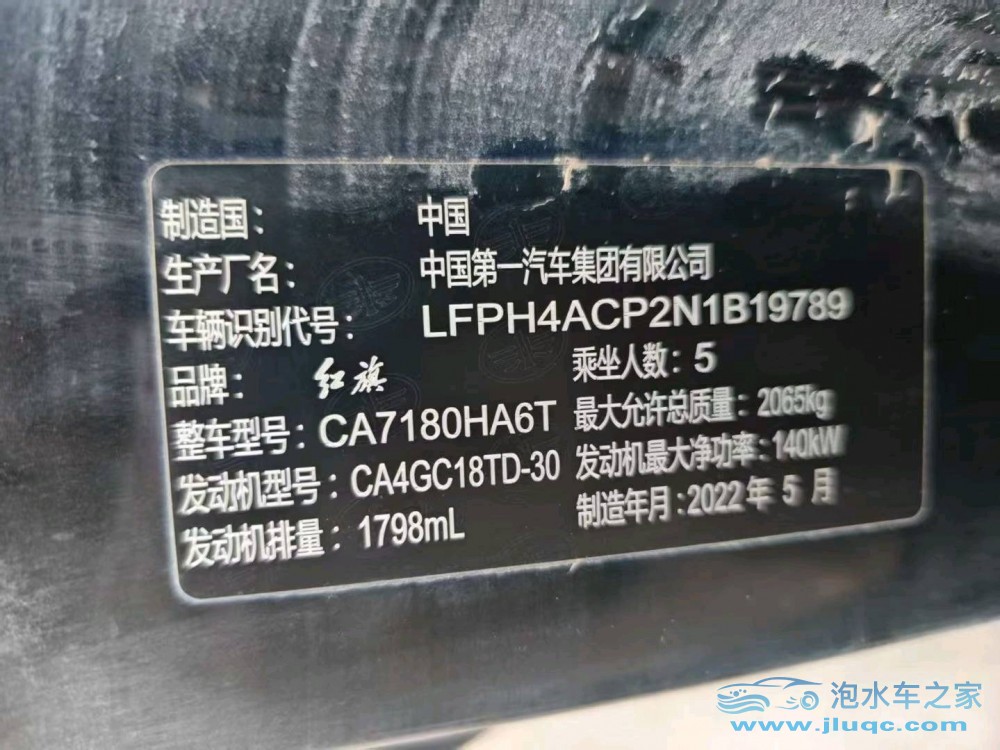 制造国： 中国
生产厂名： 中国第一汽车集团有限公司
车辆识别代号： LFPH4ACP2N1B19789
品牌： 红旗 乘坐人数：5
整车型号：CA7180HA6T 最大允许总质量：2065kg
发动机型号：CA4GC18TD-30 发动机最大净功率：140kW
发动机排量：1798mL 制造年月：2022年5月
泡水车之家
www.jluqc.com